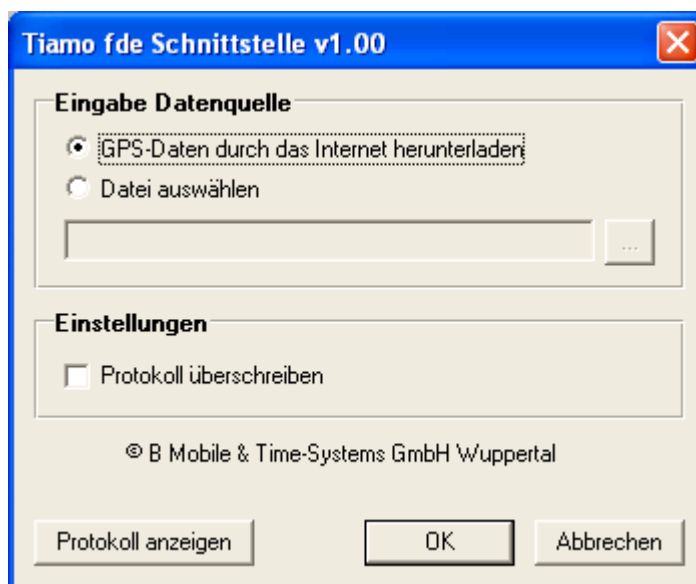 Tiamo fde Schnittstelle v1.00
Eingabe Datenquelle
GPS-Daten durch das Internet herunterladen
Datei auswählen
...
Einstellungen
Protokoll überschreiben
© B Mobile & Time-Systems GmbH Wuppertal
Protokoll anzeigen
OK
Abbrechen